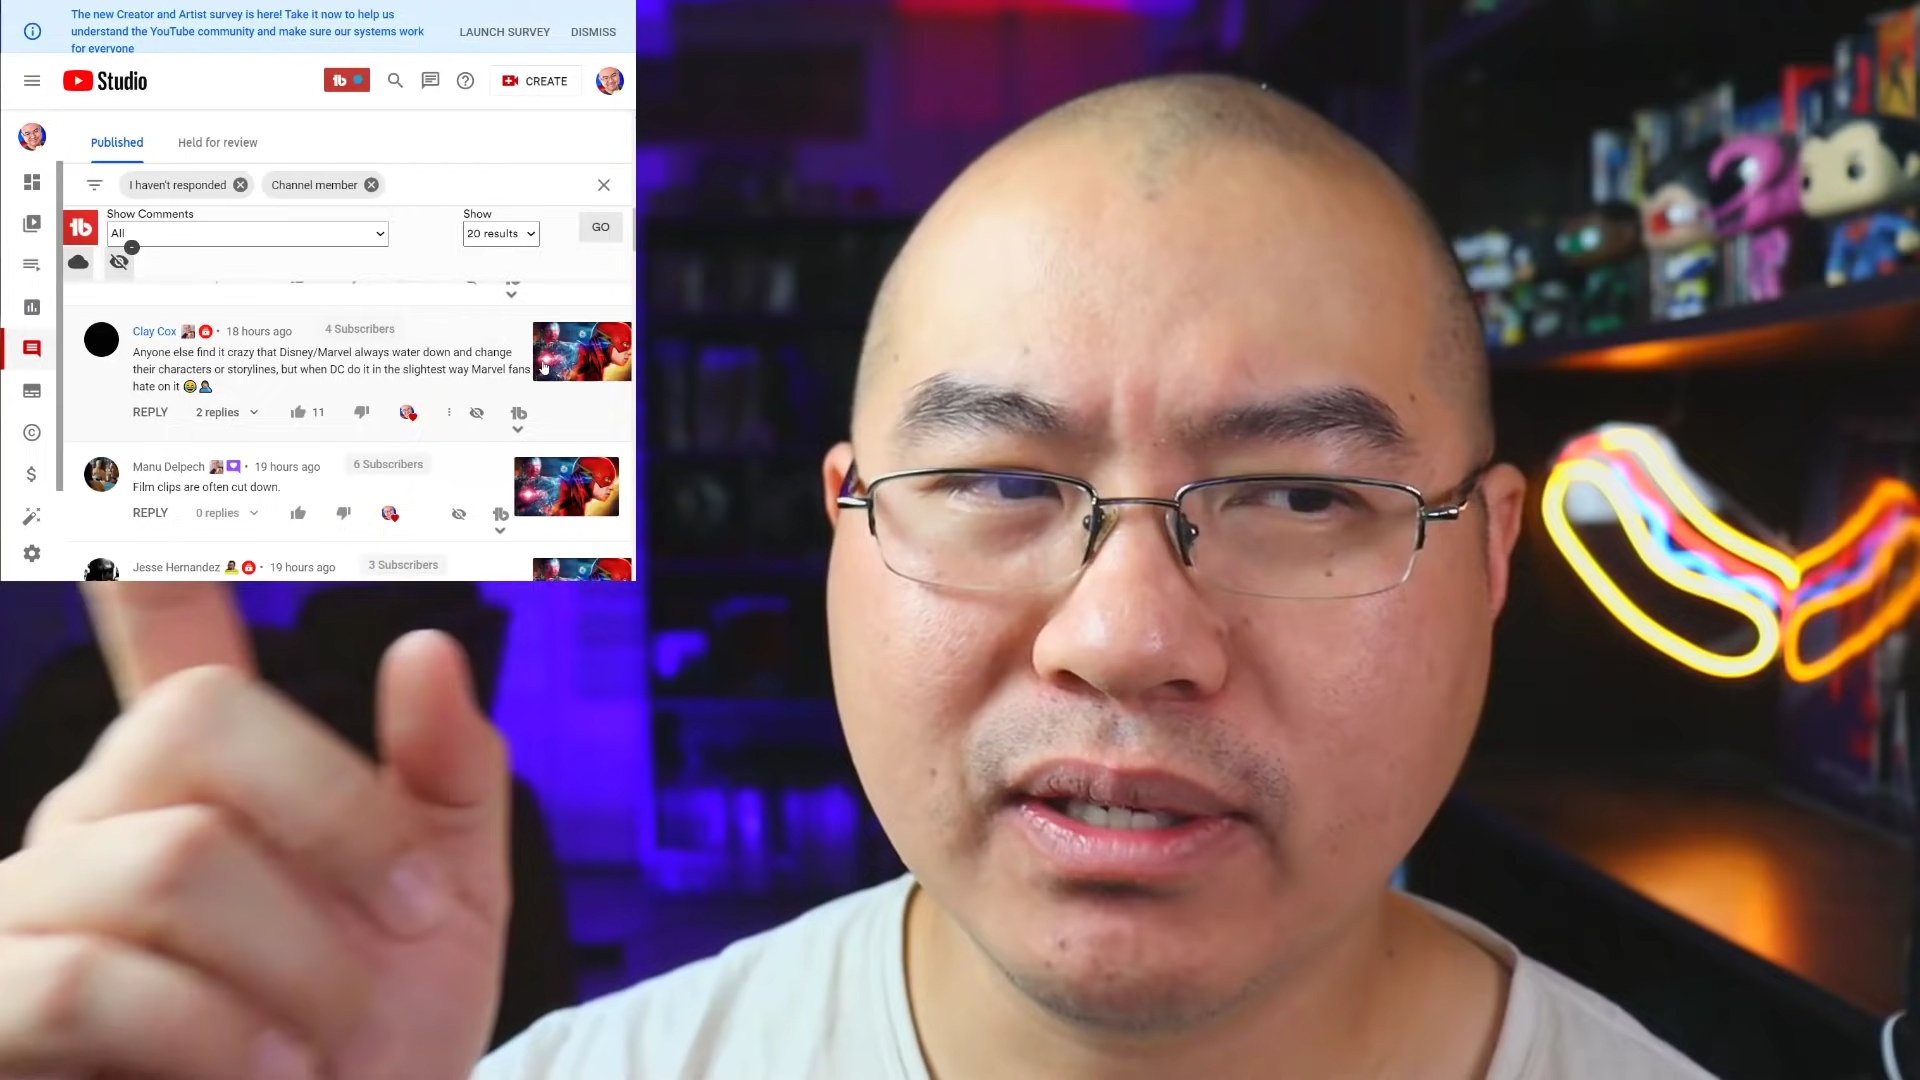 The new Creator and Artist survey is here! Take it now to help us
understand the YouTube community and make sure our systems work
for everyone
LAUNCH SURVEY
DISMISS
Studio
tb
CREATE
Published
Held for review
I haven't responded
Channel member
tb
Show Comments
All
Show
20 results
GO
Clay Cox • 18 hours ago
4 Subscribers
Anyone else find it crazy that Disney/Marvel always water down and change
their characters or storylines, but when DC do it in the slightest way Marvel fans
hate on it 😂🤦
REPLY
2 replies
11
tb
Manu Delpech • 19 hours ago
6 Subscribers
Film clips are often cut down.
REPLY
0 replies
tb
Jesse Hernandez • 19 hours ago
3 Subscribers